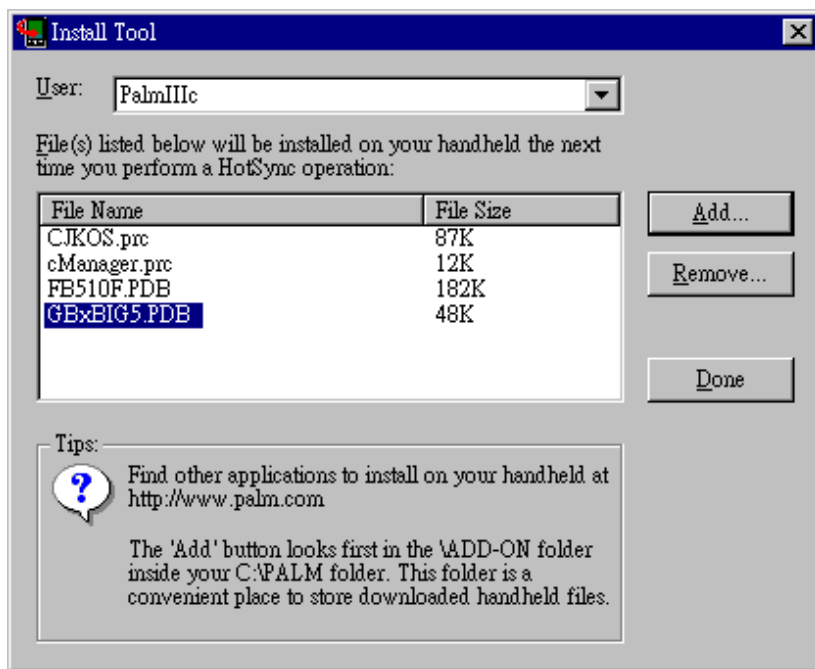 Install Tool
User: PalmIIIc
File(s) listed below will be installed on your handheld the next
time you perform a HotSync operation:
File Name File Size
CJKOS.prc 87K
cManager.prc 12K
FB510F.PDB 182K
GBxBIG5.PDB 48K
Add...
Remove...
Done
Tips:
Find other applications to install on your handheld at
http://www.palm.com
The 'Add' button looks first in the \ADD-ON folder
inside your C:\PALM folder. This folder is a
convenient place to store downloaded handheld files.